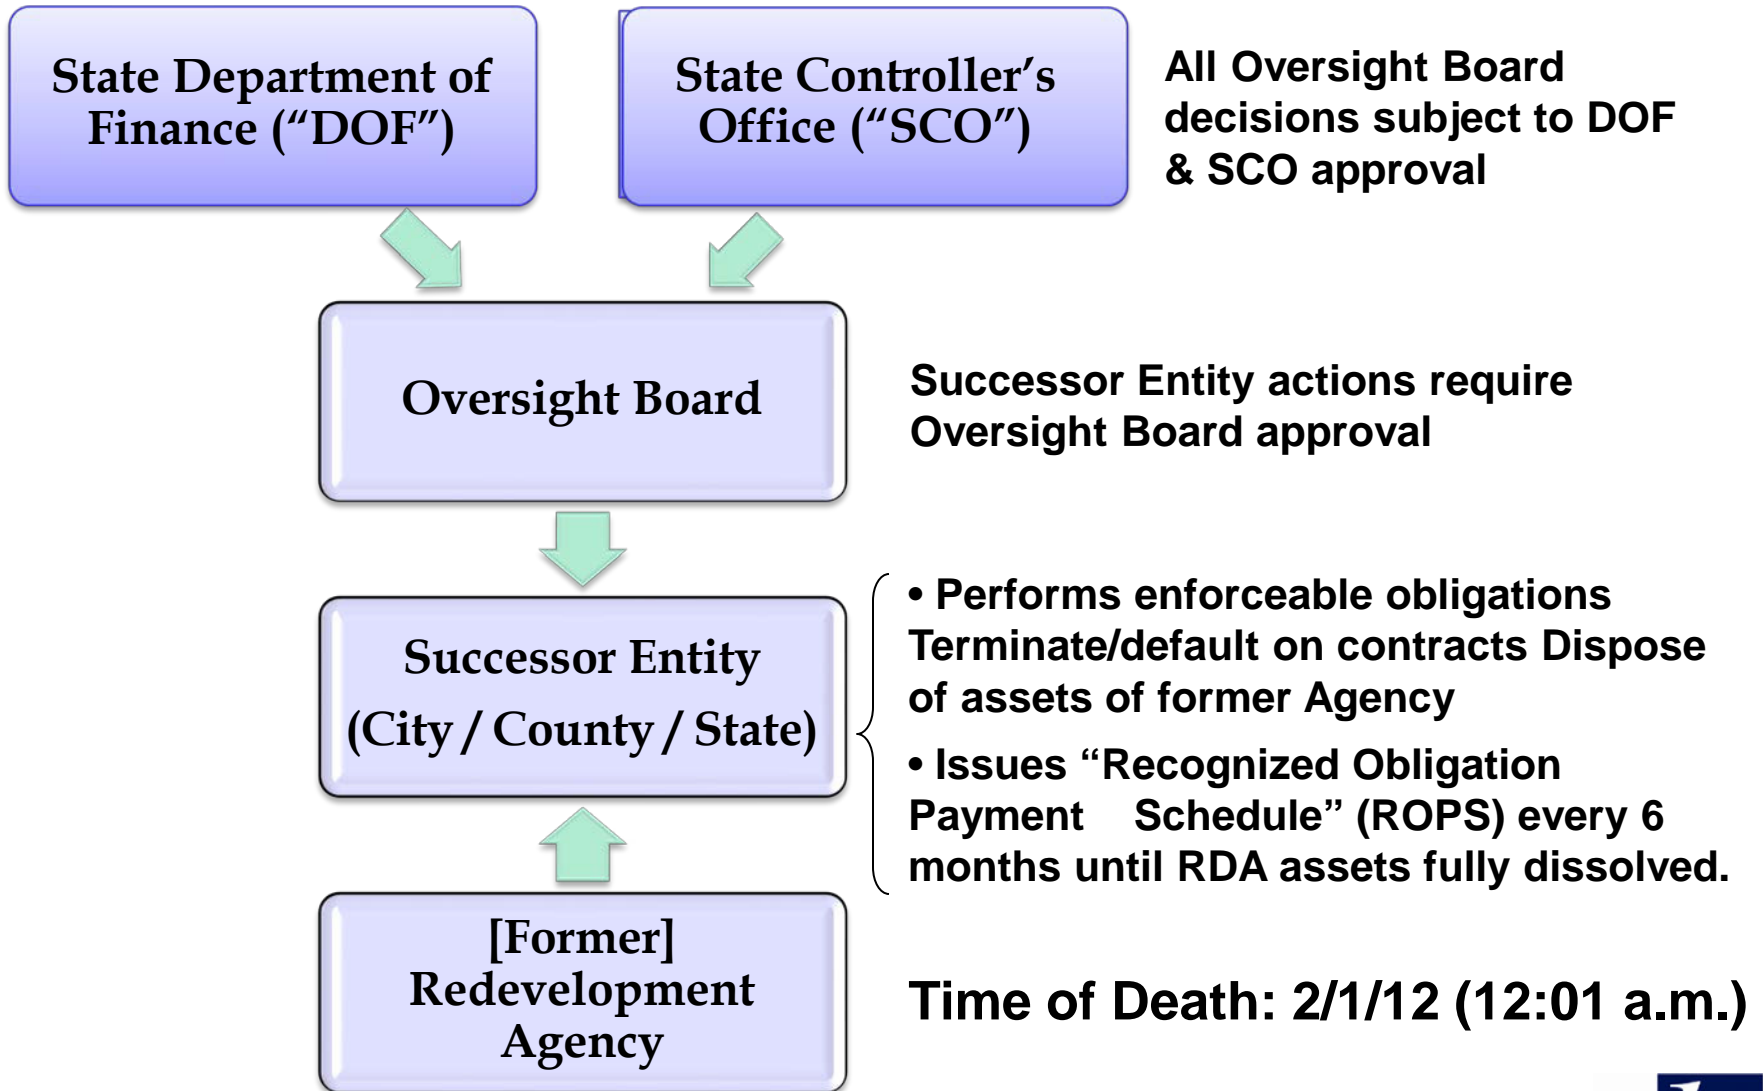 State Department of
Finance (“DOF”)
State Controller’s
Office (“SCO”)
All Oversight Board
decisions subject to DOF
& SCO approval
Oversight Board
Successor Entity actions require
Oversight Board approval
Successor Entity
(City / County / State)
• Performs enforceable obligations
Terminate/default on contracts Dispose
of assets of former Agency
• Issues “Recognized Obligation
Payment Schedule” (ROPS) every 6
months until RDA assets fully dissolved.
[Former]
Redevelopment
Agency
Time of Death: 2/1/12 (12:01 a.m.)